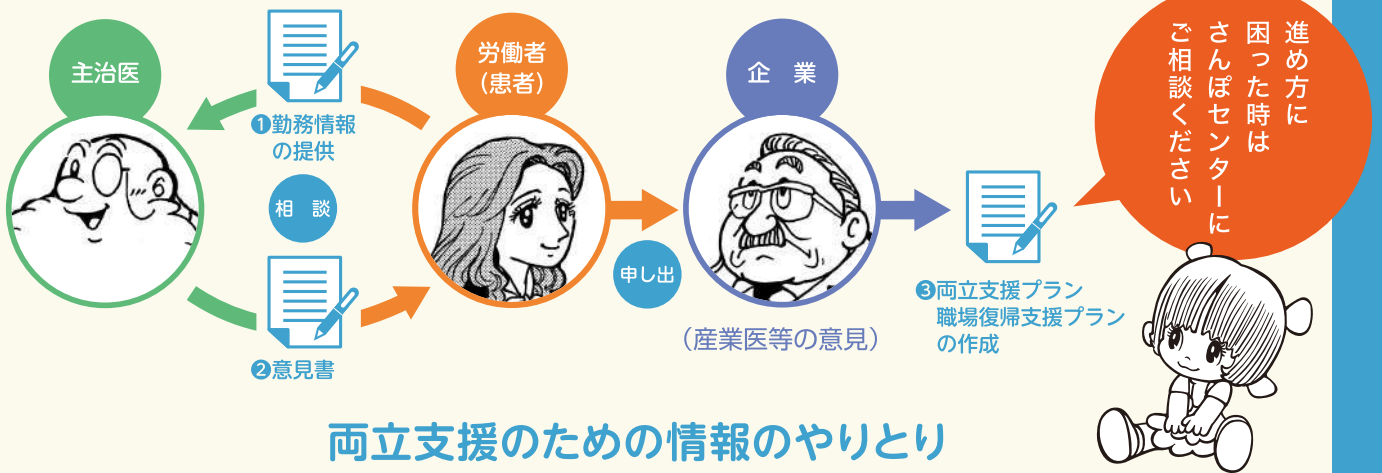 主治医
労働者
（患者）
企　業
❶勤務情報
の提供
相　談
❷意見書
申し出
（産業医等の意見）
❸両立支援プラン
職場復帰支援プラン
の作成
進め方に
困った時は
さんぽセンターに
ご相談ください
両立支援のための情報のやりとり